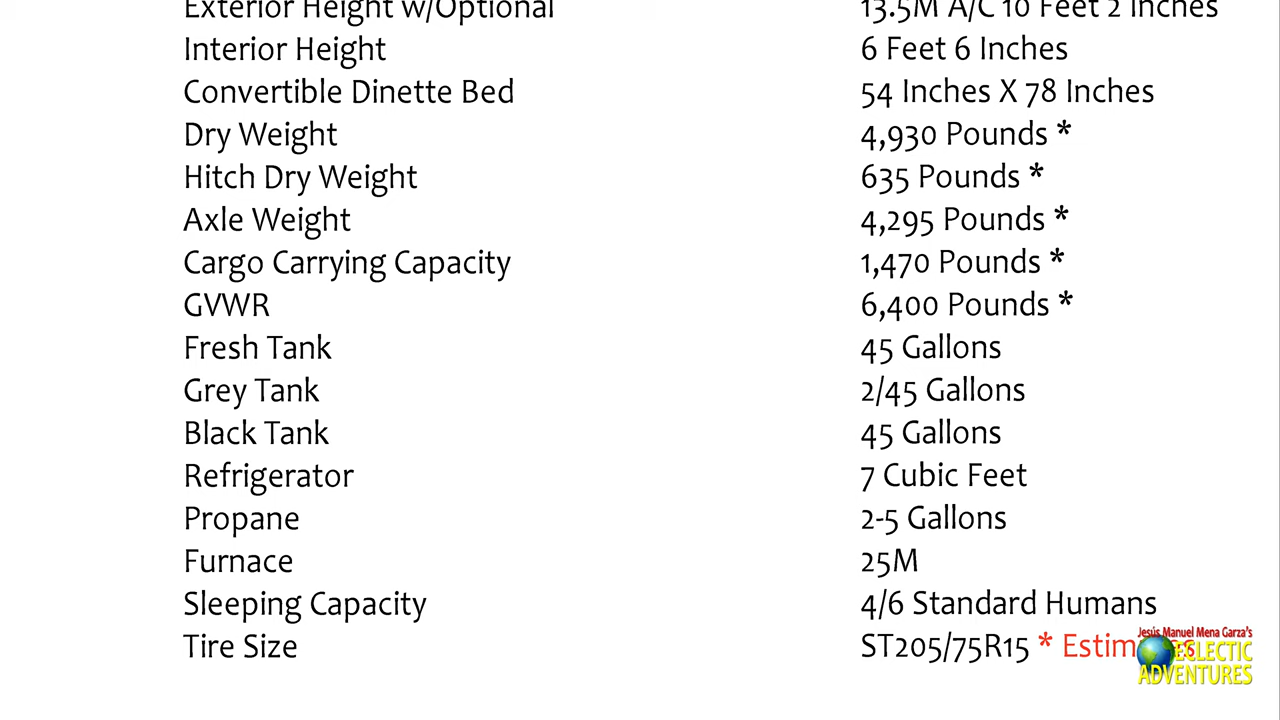 Exterior Height w/Optional 13.5M A/C 10 Feet 2 Inches
Interior Height 6 Feet 6 Inches
Convertible Dinette Bed 54 Inches X 78 Inches
Dry Weight 4,930 Pounds *
Hitch Dry Weight 635 Pounds *
Axle Weight 4,295 Pounds *
Cargo Carrying Capacity 1,470 Pounds *
GVWR 6,400 Pounds *
Fresh Tank 45 Gallons
Grey Tank 2/45 Gallons
Black Tank 45 Gallons
Refrigerator 7 Cubic Feet
Propane 2-5 Gallons
Furnace 25M
Sleeping Capacity 4/6 Standard Humans
Tire Size ST205/75R15 *
Jesús Manuel Mena Garza's
ECLECTIC
ADVENTURES